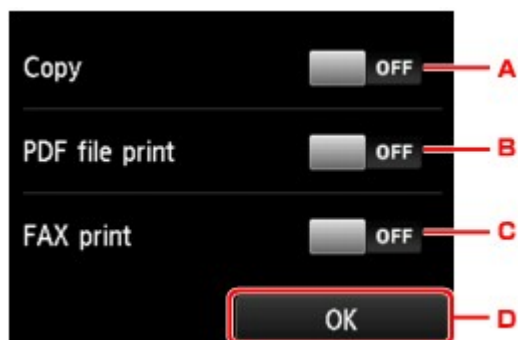 Copy OFF A
PDF file print OFF B
FAX print OFF C
OK D